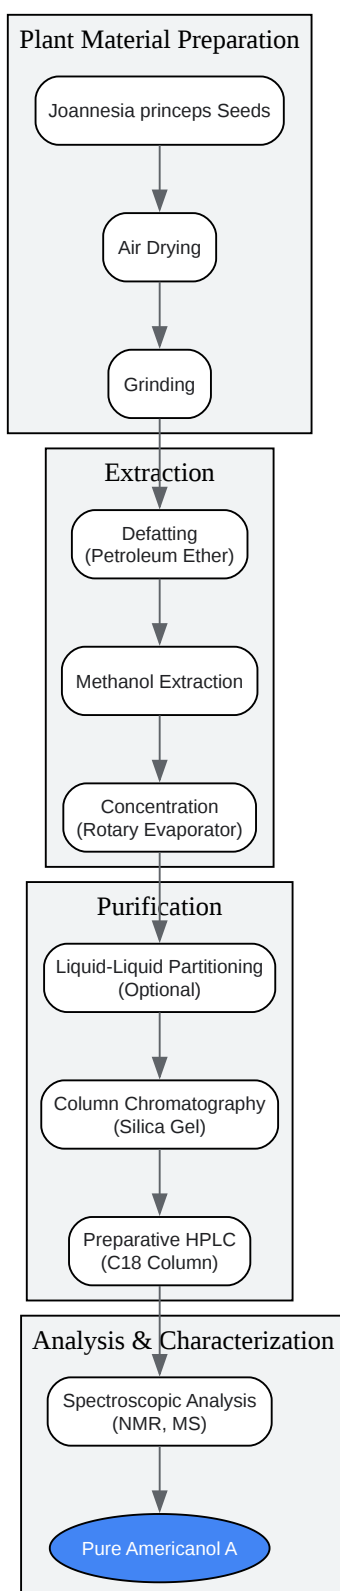 Plant Material Preparation
Joannesia princeps Seeds
Air Drying
Grinding
Extraction
Defatting
(Petroleum Ether)
Methanol Extraction
Concentration
(Rotary Evaporator)
Purification
Liquid-Liquid Partitioning
(Optional)
Column Chromatography
(Silica Gel)
Preparative HPLC
(C18 Column)
Analysis & Characterization
Spectroscopic Analysis
(NMR, MS)
Pure Americanol A